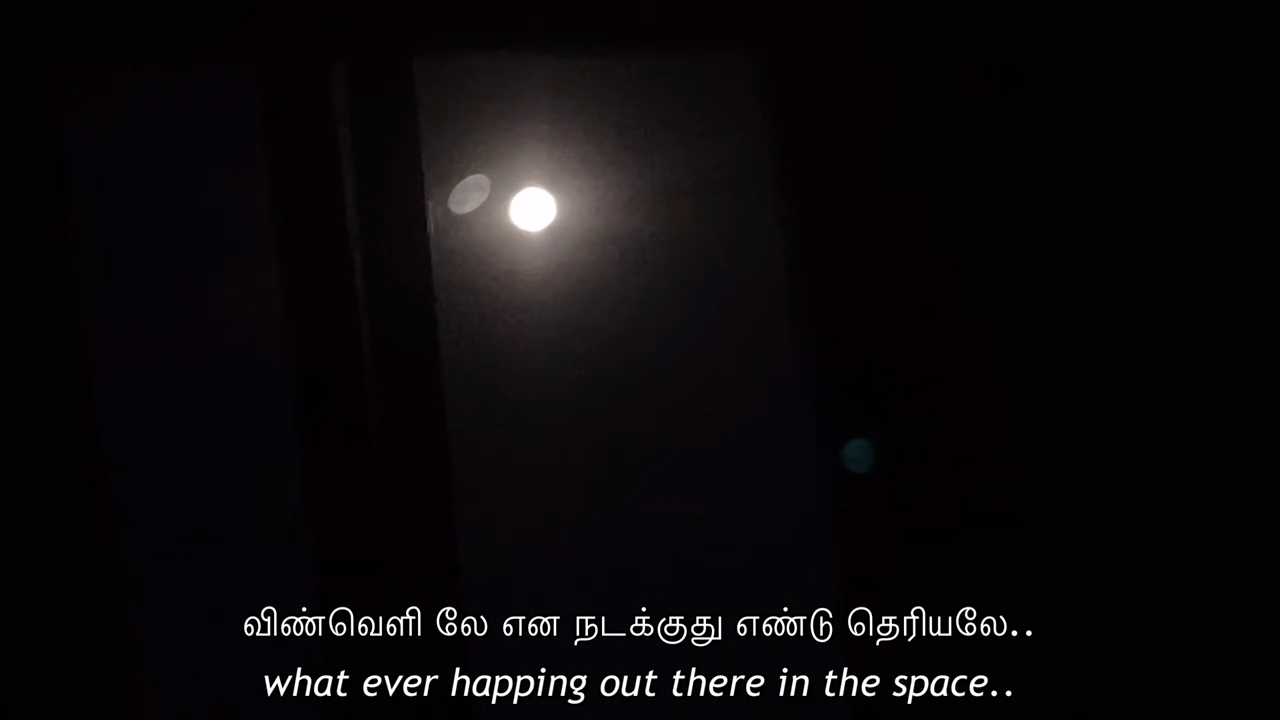 விண்வெளி லே என நடக்குது எண்டு தெரியலே..
what ever happing out there in the space..